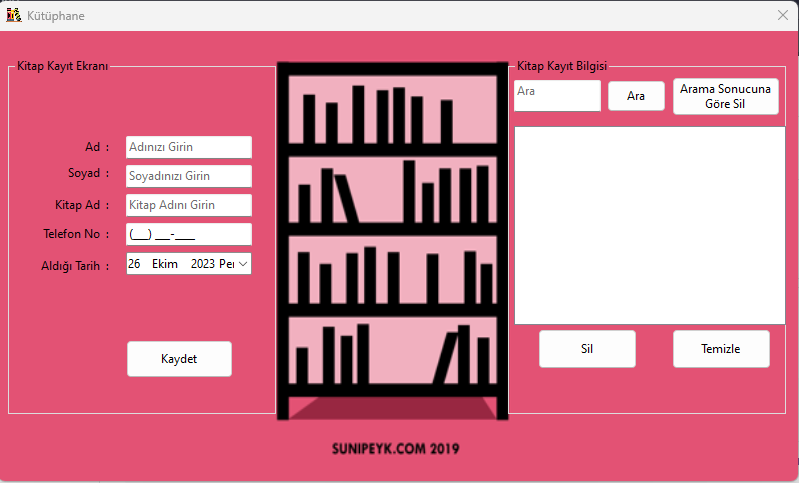 Kütüphane
Kitap Kayıt Ekranı
Ad :
Adınızı Girin
Soyad :
Soyadınızı Girin
Kitap Ad :
Kitap Adını Girin
Telefon No :
(__) __-___
Aldığı Tarih :
26 Ekim 2023 Per
Kaydet
SUNIPEYK.COM 2019
Kitap Kayıt Bilgisi
Ara
Ara
Arama Sonucuna
Göre Sil
Sil
Temizle